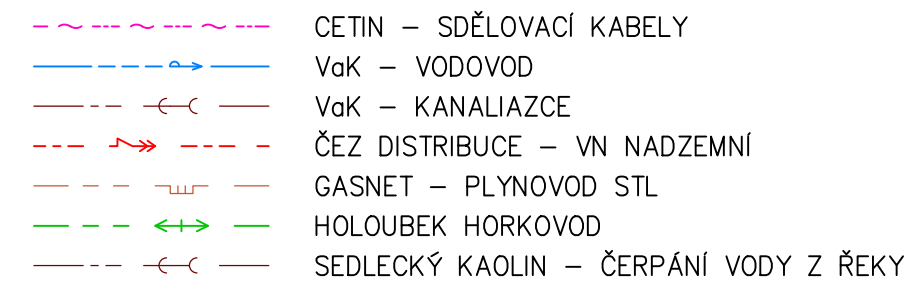 CETIN – SDĚLOVACÍ KABELY
VaK – VODOVOD
VaK – KANALIAZCE
ČEZ DISTRIBUCE – VN NADZEMNÍ
GASNET – PLYNOVOD STL
HOLOUBEK HORKOVOD
SEDLECKÝ KAOLIN – ČERPÁNÍ VODY Z ŘEKY